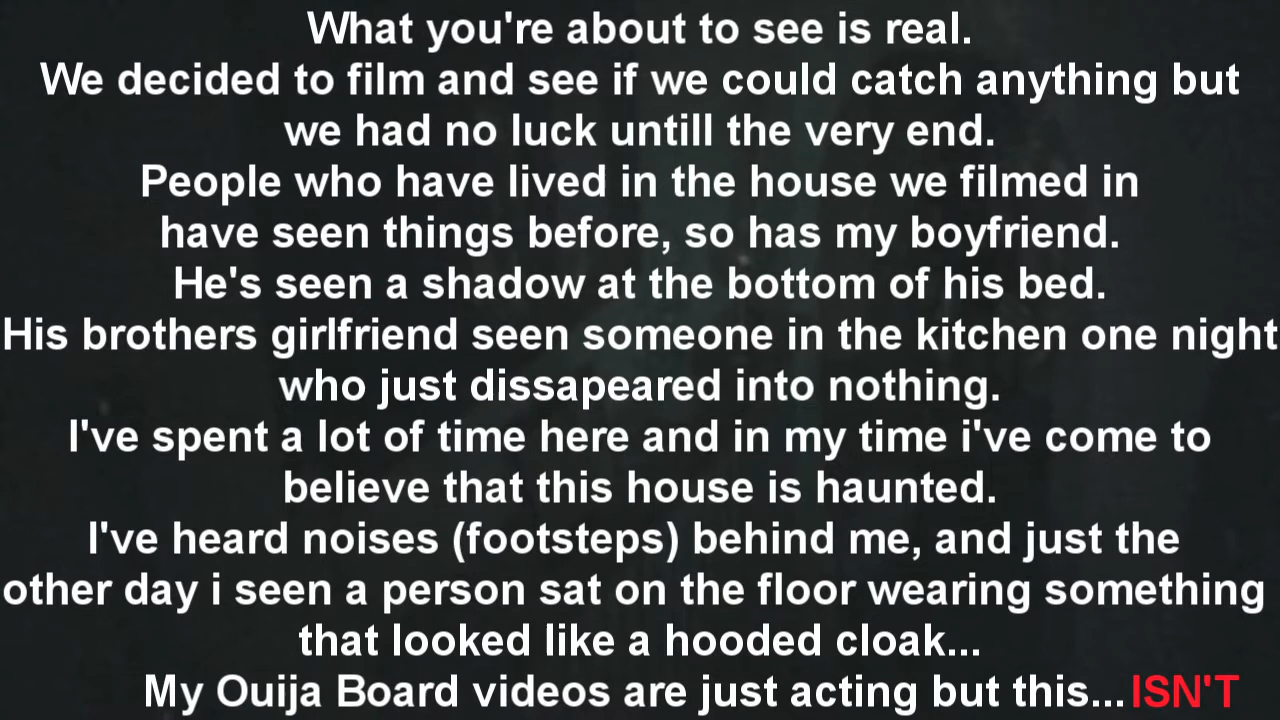 What you're about to see is real.
We decided to film and see if we could catch anything but
we had no luck untill the very end.
People who have lived in the house we filmed in
have seen things before, so has my boyfriend.
He's seen a shadow at the bottom of his bed.
His brothers girlfriend seen someone in the kitchen one night
who just dissapeared into nothing.
I've spent a lot of time here and in my time i've come to
believe that this house is haunted.
I've heard noises (footsteps) behind me, and just the
other day i seen a person sat on the floor wearing something
that looked like a hooded cloak...
My Ouija Board videos are just acting but this... ISN'T